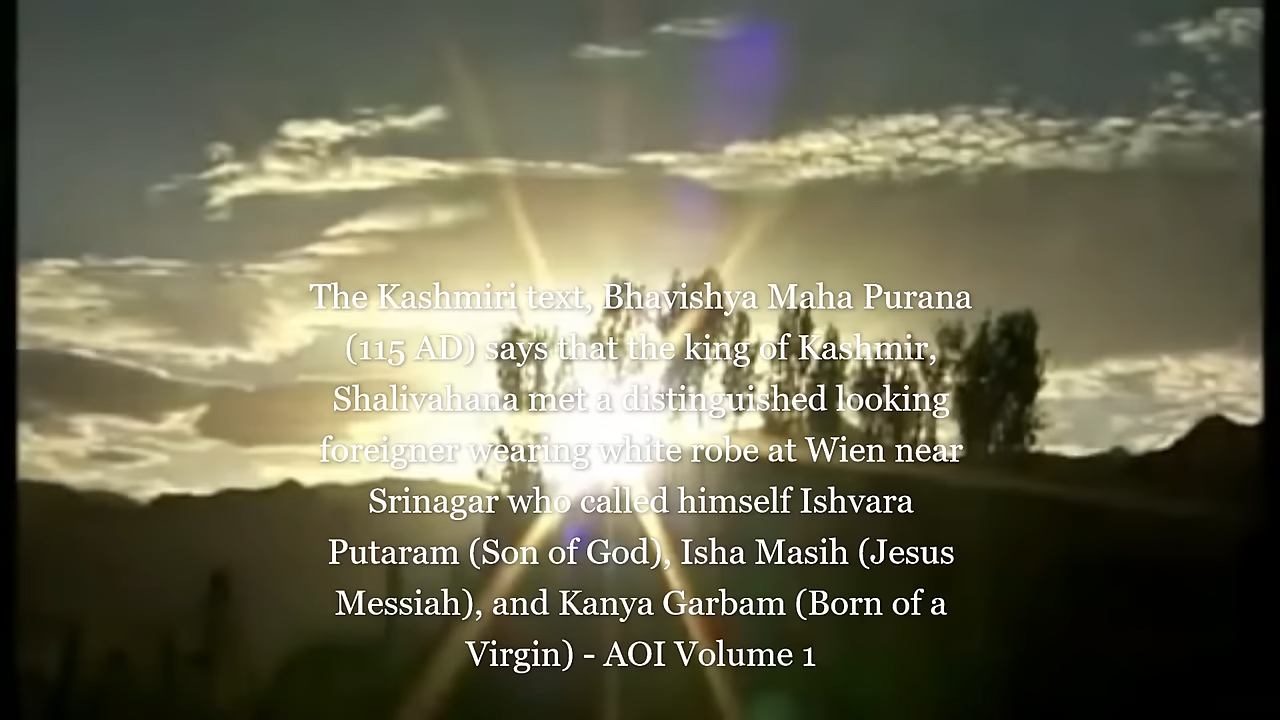 The Kashmiri text, Bhavishya Maha Purana
(115 AD) says that the king of Kashmir,
Shalivahana met a distinguished looking
foreigner wearing white robe at Wien near
Srinagar who called himself Ishvara
Putaram (Son of God), Isha Masih (Jesus
Messiah), and Kanya Garbam (Born of a
Virgin) - AOI Volume 1